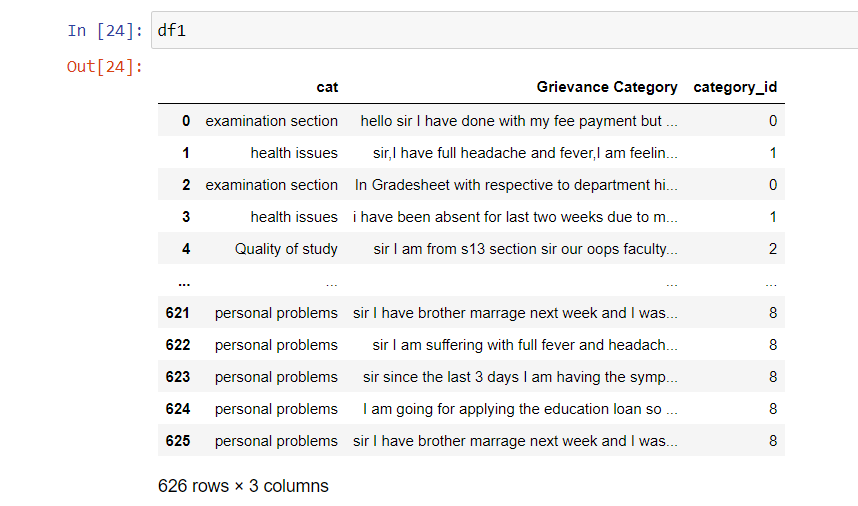 In [24]: df1
Out[24]:
cat Grievance Category category_id
0 examination section hello sir I have done with my fee payment but ... 0
1 health issues sir,I have full headache and fever,I am feelin... 1
2 examination section In Gradesheet with respective to department hi... 0
3 health issues i have been absent for last two weeks due to m... 1
4 Quality of study sir I am from s13 section sir our oops faculty... 2
... ... ... ...
621 personal problems sir I have brother marrage next week and I was... 8
622 personal problems sir I am suffering with full fever and headach... 8
623 personal problems sir since the last 3 days I am having the symp... 8
624 personal problems I am going for applying the education loan so ... 8
625 personal problems sir I have brother marrage next week and I was... 8
626 rows × 3 columns